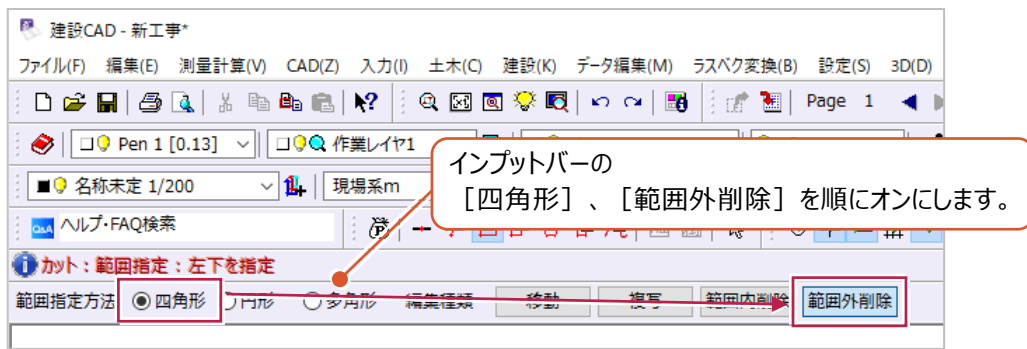 建設CAD - 新工事*
ファイル(F) 編集(E) 測量計算(V) CAD(Z) 入力(I) 土木(C) 建設(K) データ編集(M) ラスベク変換(B) 設定(S) 3D(D)
Page 1
Pen 1 [0.13] 作業レイヤ1
インプットバーの
［四角形］、［範囲外削除］を順にオンにします。
名称未定 1/200 現場系m
Q&A ヘルプ・FAQ検索
カット：範囲指定：左下を指定
範囲指定方法 四角形 円形 多角形 編集種類 移動 複写 範囲内削除 範囲外削除